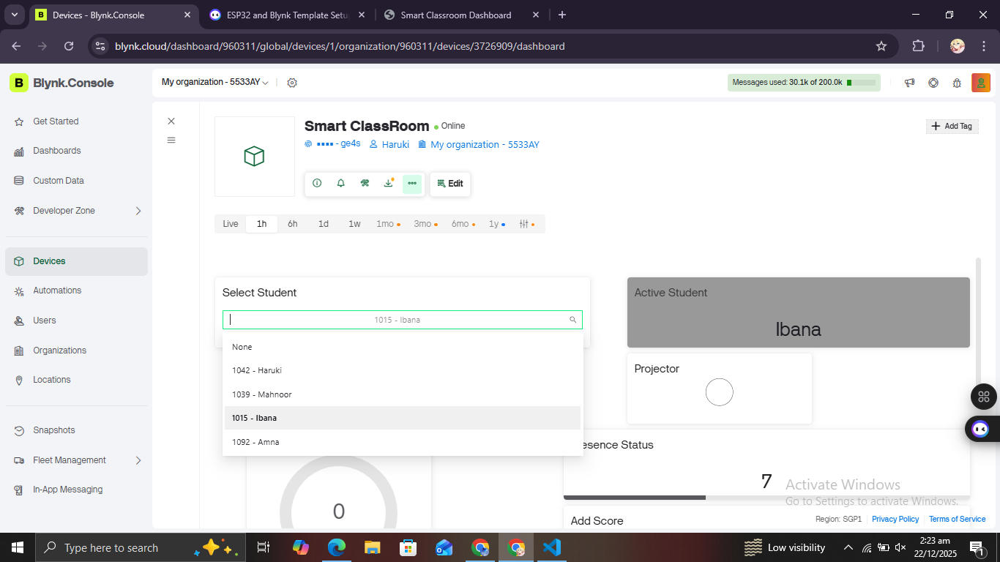 Devices - Blynk.Console
ESP32 and Blynk Template Setu
Smart Classroom Dashboard
blynk.cloud/dashboard/960311/global/devices/1/organization/960311/devices/3726909/dashboard
B Blynk.Console
My organization - 5533AY
Messages used: 30.1k of 200.0k
Get Started
Dashboards
Custom Data
Developer Zone
Devices
Automations
Users
Organizations
Locations
Snapshots
Fleet Management
In-App Messaging
Smart ClassRoom
Online
Add Tag
▪▪▪▪ - ge4s
Haruki
My organization - 5533AY
Edit
Live 1h 6h 1d 1w 1mo 3mo 6mo 1y
Select Student
1015 - Ibana
None
1042 - Haruki
1039 - Mahnoor
1015 - Ibana
1092 - Amna
Active Student
Ibana
Projector
esence Status
7
0
Add Score
Activate Windows
Go to Settings to activate Windows.
Region: SGP1 Privacy Policy Terms of Service
Type here to search
Low visibility
2:23 am
22/12/2025
1